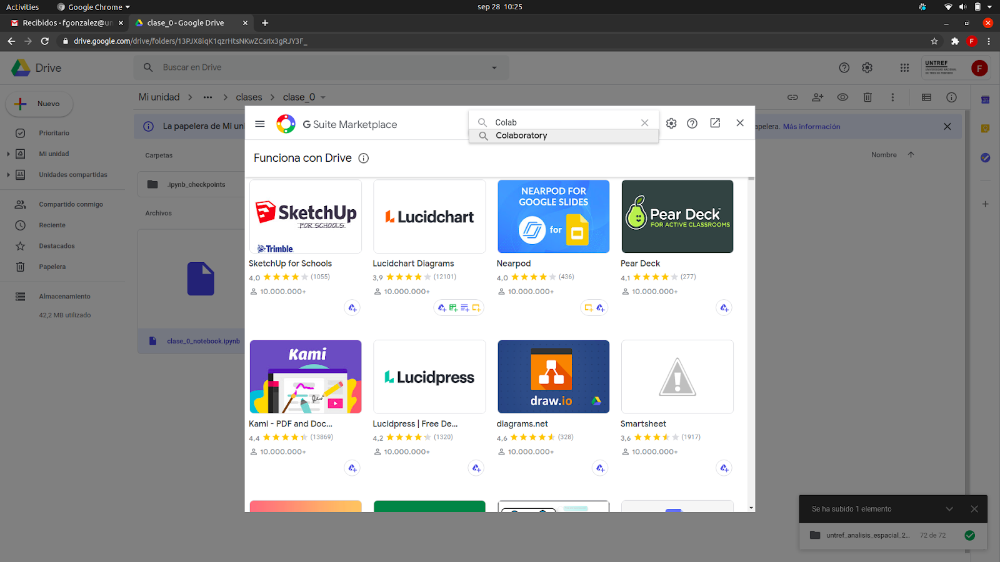 Activities
Google Chrome
sep 28 10:25
Recibidos - fgonzalez@un
clase_0 - Google Drive
drive.google.com/drive/folders/13PJX8iqK1qzrHtsNKwZCsrIx3gRJY3F_
F
Drive
Buscar en Drive
UNTREF
F
Nuevo
Mi unidad
clases
clase_0
La papelera de Mi un
apelera. Más información
G Suite Marketplace
Colab
Colaboratory
Prioritario
Mi unidad
Unidades compartidas
Compartido conmigo
Reciente
Destacados
Papelera
Almacenamiento
42,2 MB utilizado
Carpetas
Nombre
.ipynb_checkpoints
Archivos
clase_0_notebook.ipynb
Funciona con Drive
SketchUp
FOR SCHOOLS
Trimble
SketchUp for Schools
4,0 (1055)
10.000.000+
Lucidchart
Lucidchart Diagrams
3,9 (12101)
10.000.000+
NEARPOD FOR
GOOGLE SLIDES
for
Nearpod
4,0 (436)
10.000.000+
Pear Deck™
FOR ACTIVE CLASSROOMS
Pear Deck
4,1 (277)
10.000.000+
Kami
Kami - PDF and Doc...
4,4 (13869)
10.000.000+
Lucidpress
Lucidpress | Free De...
4,2 (1320)
10.000.000+
draw.io
diagrams.net
4,6 (328)
10.000.000+
Smartsheet
3,6 (1917)
10.000.000+
Se ha subido 1 elemento
untref_analisis_espacial_2... 72 de 72